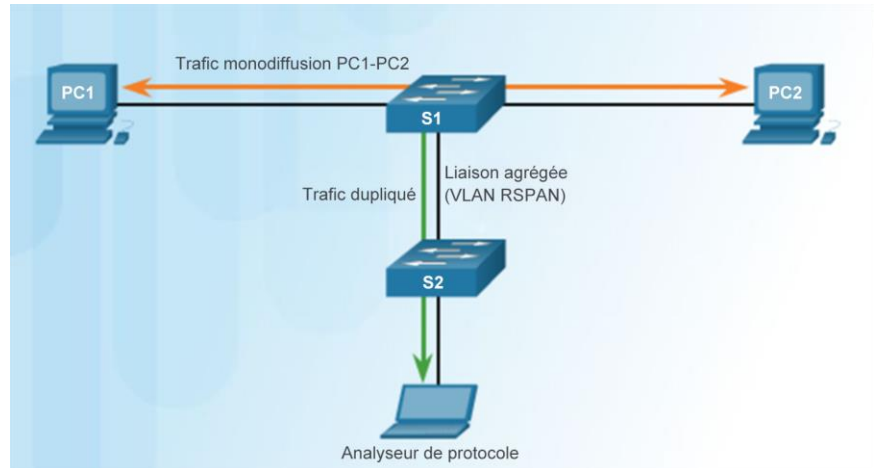 Trafic monodiffusion PC1-PC2
PC1
PC2
S1
Trafic dupliqué
Liaison agrégée
(VLAN RSPAN)
S2
Analyseur de protocole